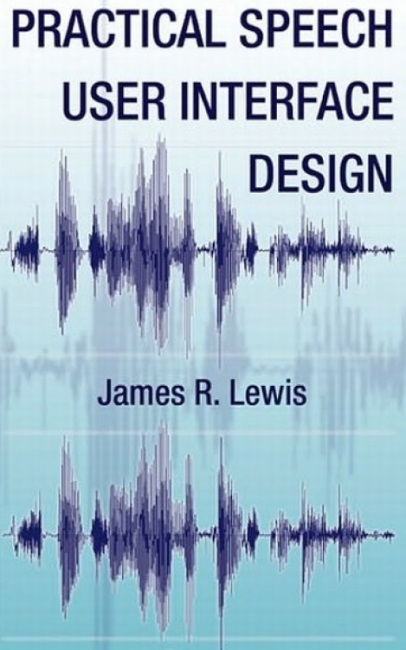 PRACTICAL SPEECH
USER INTERFACE
DESIGN
James R. Lewis